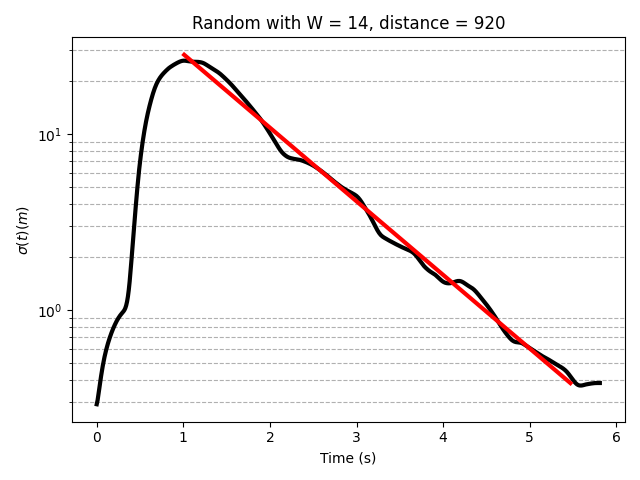 Random with W = 14, distance = 920
σ(t)(m)
10¹
10⁰
0 1 2 3 4 5 6
Time (s)